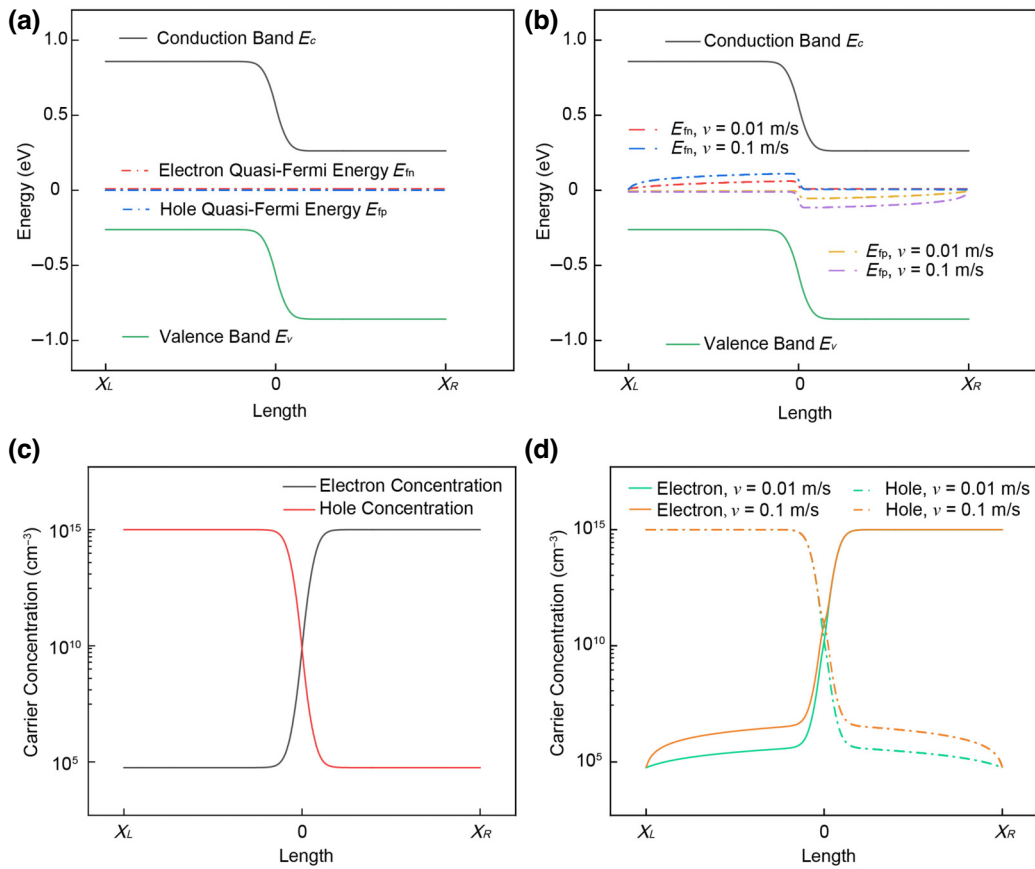 (a)
Conduction Band Ec
Electron Quasi-Fermi Energy Efn
Hole Quasi-Fermi Energy Efp
Valence Band Ev
1.0
0.5
0
−0.5
−1.0
Energy (eV)
XL
0
XR
Length
(b)
Conduction Band Ec
Efn, v = 0.01 m/s
Efn, v = 0.1 m/s
Efp, v = 0.01 m/s
Efp, v = 0.1 m/s
Valence Band Ev
1.0
0.5
0
−0.5
−1.0
Energy (eV)
XL
0
XR
Length
(c)
Electron Concentration
Hole Concentration
10^15
10^10
10^5
Carrier Concentration (cm^−3)
XL
0
XR
Length
(d)
Electron, v = 0.01 m/s
Electron, v = 0.1 m/s
Hole, v = 0.01 m/s
Hole, v = 0.1 m/s
10^15
10^10
10^5
Carrier Concentration (cm^−3)
XL
0
XR
Length